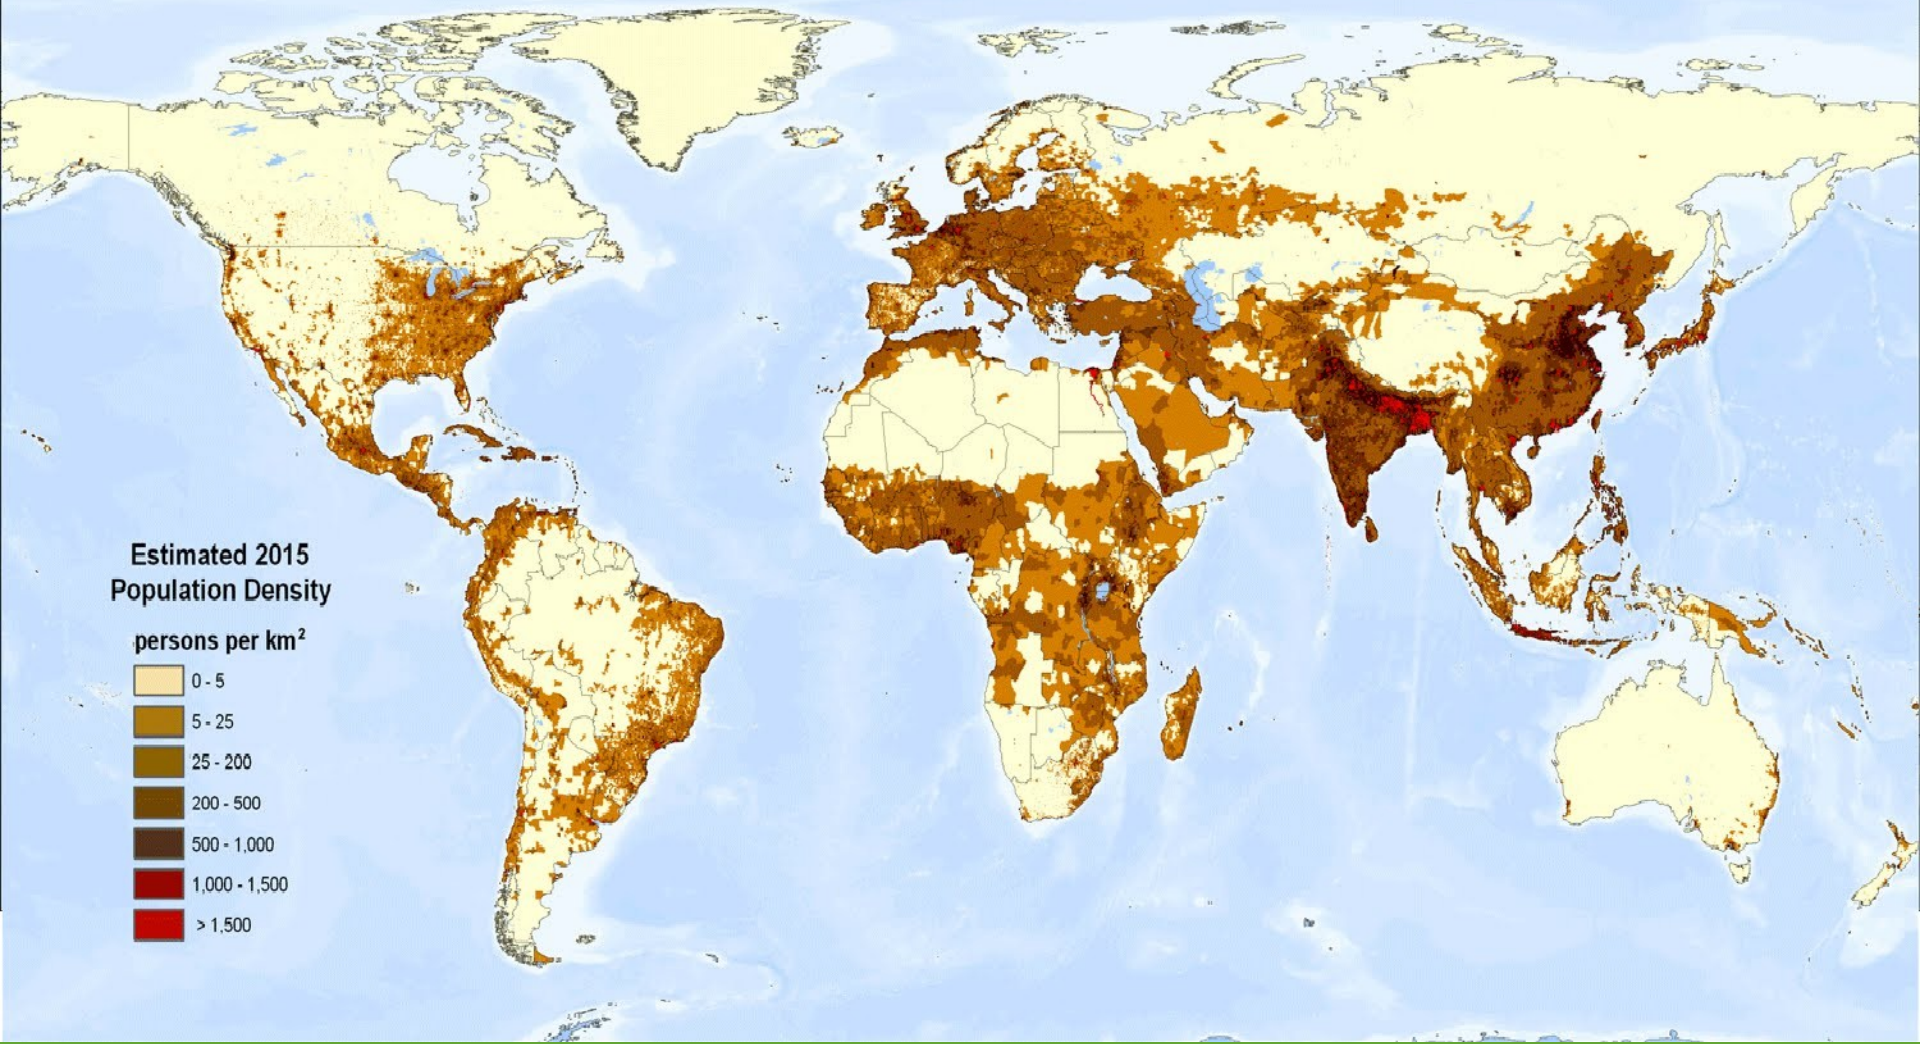 Estimated 2015
Population Density
persons per km²
0 - 5
5 - 25
25 - 200
200 - 500
500 - 1,000
1,000 - 1,500
> 1,500